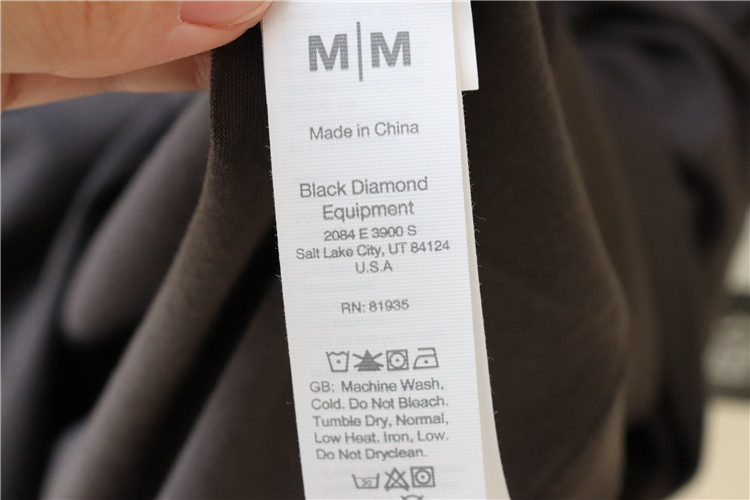 M|M
Made in China
Black Diamond
Equipment
2084 E 3900 S
Salt Lake City, UT 84124
U.S.A
RN: 81935
GB: Machine Wash,
Cold. Do Not Bleach.
Tumble Dry, Normal,
Low Heat. Iron, Low.
Do Not Dryclean.
30